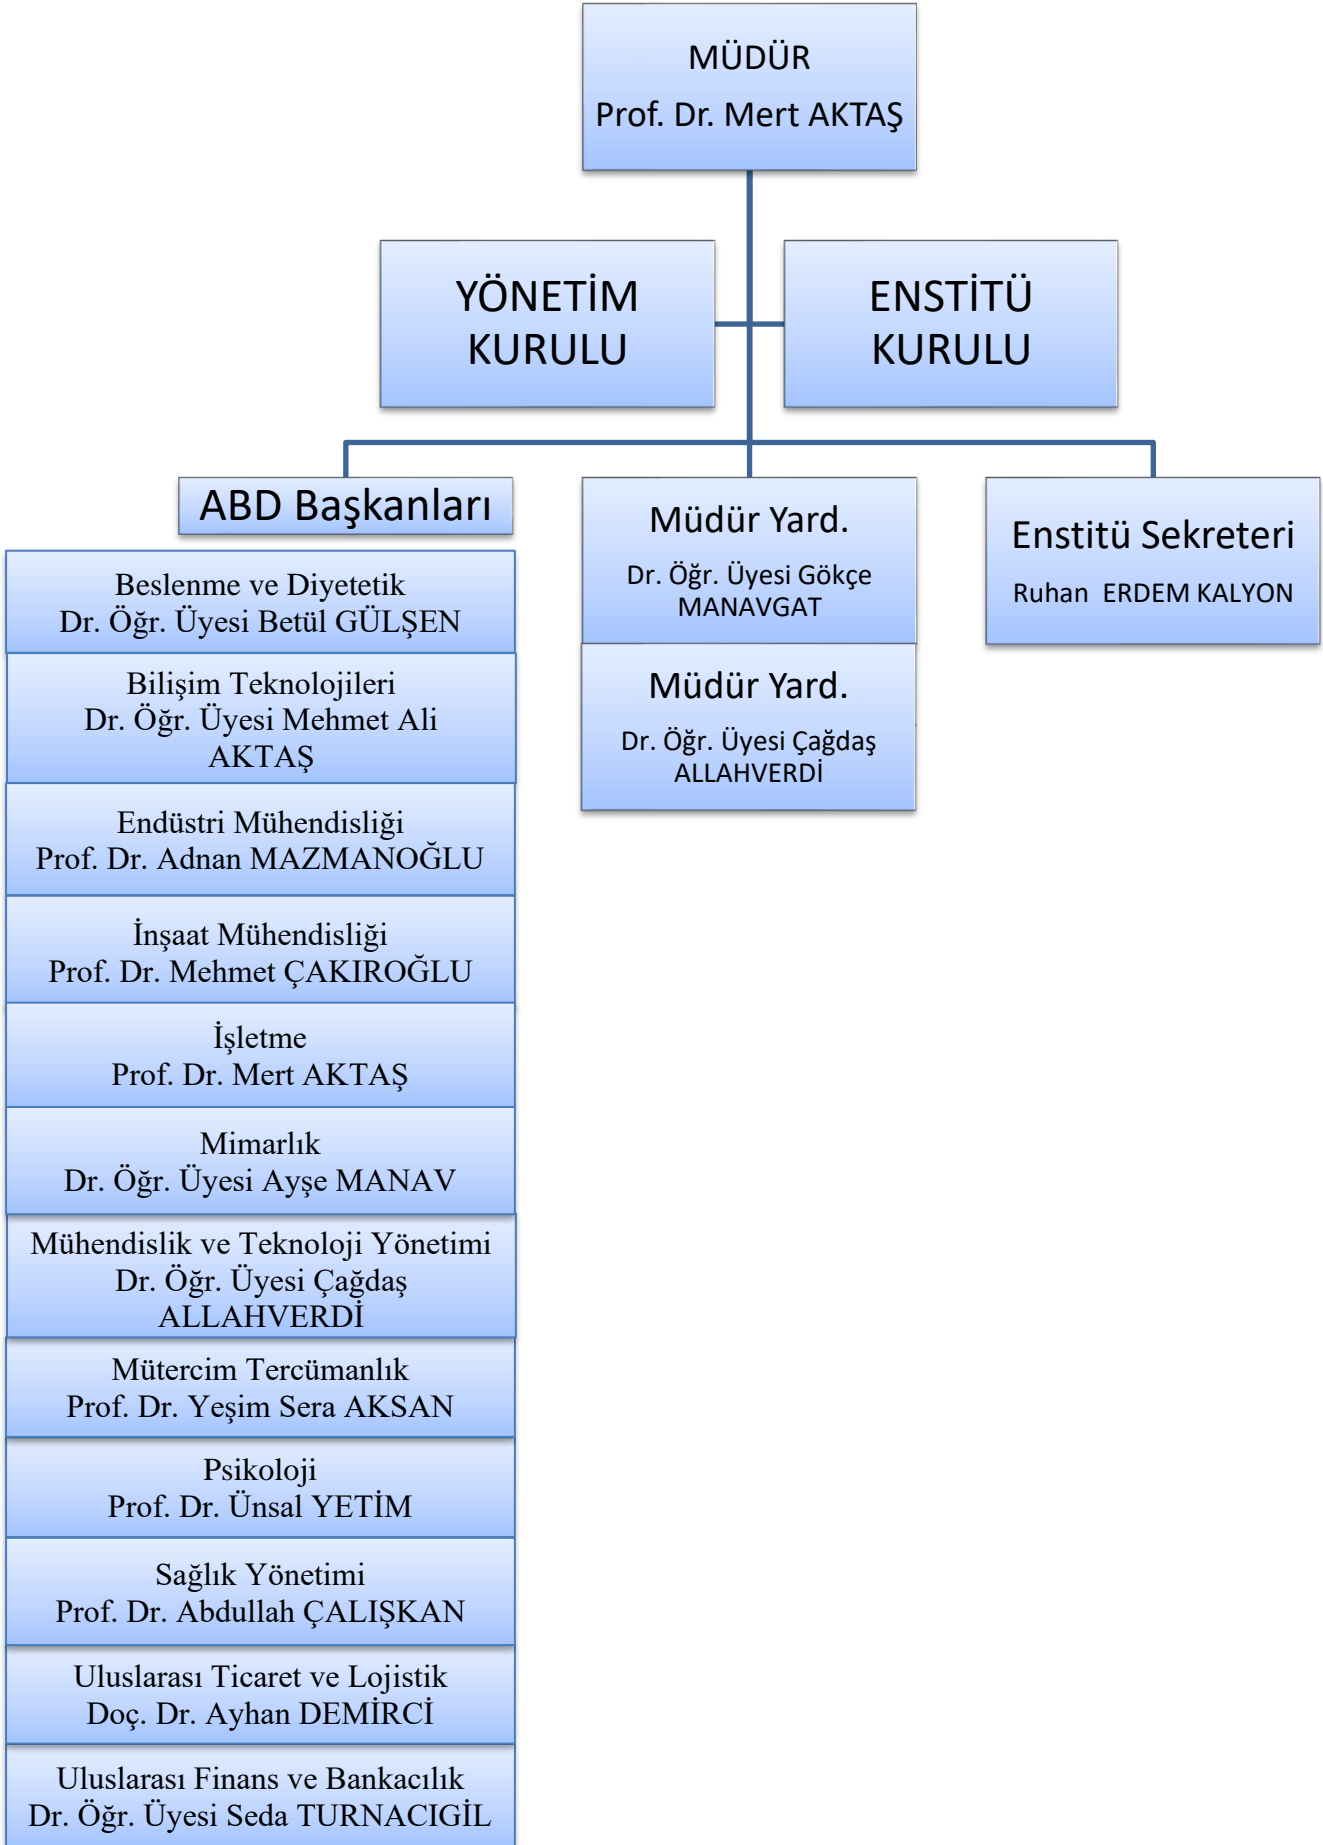 MÜDÜR
Prof. Dr. Mert AKTAŞ
YÖNETİM
KURULU
ENSTİTÜ
KURULU
ABD Başkanları
Beslenme ve Diyetetik
Dr. Öğr. Üyesi Betül GÜLŞEN
Bilişim Teknolojileri
Dr. Öğr. Üyesi Mehmet Ali
AKTAŞ
Endüstri Mühendisliği
Prof. Dr. Adnan MAZMANOĞLU
İnşaat Mühendisliği
Prof. Dr. Mehmet ÇAKIROĞLU
İşletme
Prof. Dr. Mert AKTAŞ
Mimarlık
Dr. Öğr. Üyesi Ayşe MANAV
Mühendislik ve Teknoloji Yönetimi
Dr. Öğr. Üyesi Çağdaş
ALLAHVERDİ
Mütercim Tercümanlık
Prof. Dr. Yeşim Sera AKSAN
Psikoloji
Prof. Dr. Ünsal YETİM
Sağlık Yönetimi
Prof. Dr. Abdullah ÇALIŞKAN
Uluslarası Ticaret ve Lojistik
Doç. Dr. Ayhan DEMİRCİ
Uluslarası Finans ve Bankacılık
Dr. Öğr. Üyesi Seda TURNACIGİL
Müdür Yard.
Dr. Öğr. Üyesi Gökçe
MANAVGAT
Müdür Yard.
Dr. Öğr. Üyesi Çağdaş
ALLAHVERDİ
Enstitü Sekreteri
Ruhan  ERDEM KALYON